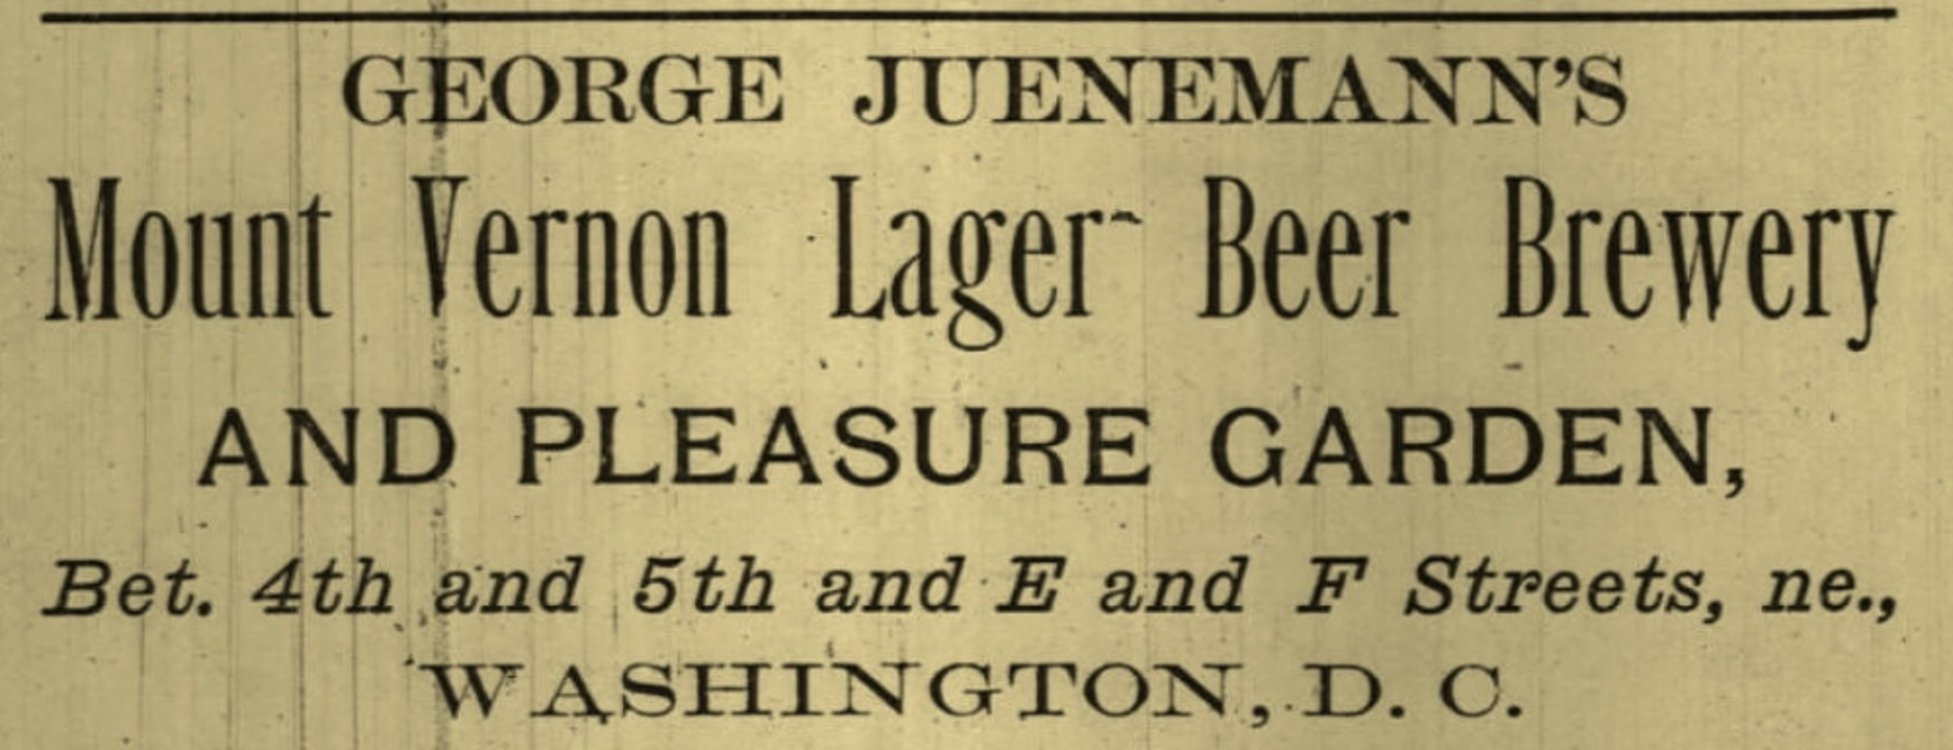 GEORGE JUENEMANN'S
Mount Vernon Lager Beer Brewery
AND PLEASURE GARDEN,
Bet. 4th and 5th and E and F Streets, ne.,
WASHINGTON, D. C.